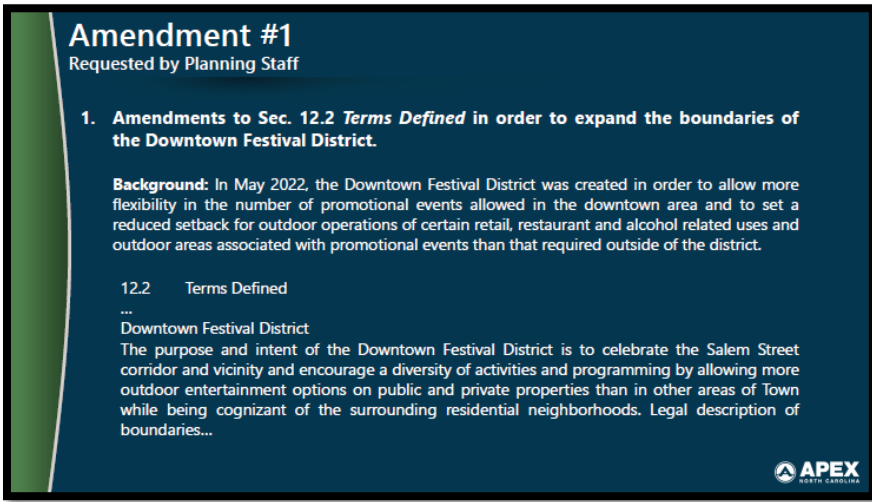 Amendment #1
Requested by Planning Staff
1. Amendments to Sec. 12.2 Terms Defined in order to expand the boundaries of
the Downtown Festival District.
Background: In May 2022, the Downtown Festival District was created in order to allow more
flexibility in the number of promotional events allowed in the downtown area and to set a
reduced setback for outdoor operations of certain retail, restaurant and alcohol related uses and
outdoor areas associated with promotional events than that required outside of the district.
12.2 Terms Defined
...
Downtown Festival District
The purpose and intent of the Downtown Festival District is to celebrate the Salem Street
corridor and vicinity and encourage a diversity of activities and programming by allowing more
outdoor entertainment options on public and private properties than in other areas of Town
while being cognizant of the surrounding residential neighborhoods. Legal description of
boundaries...
APEX
NORTH CAROLINA